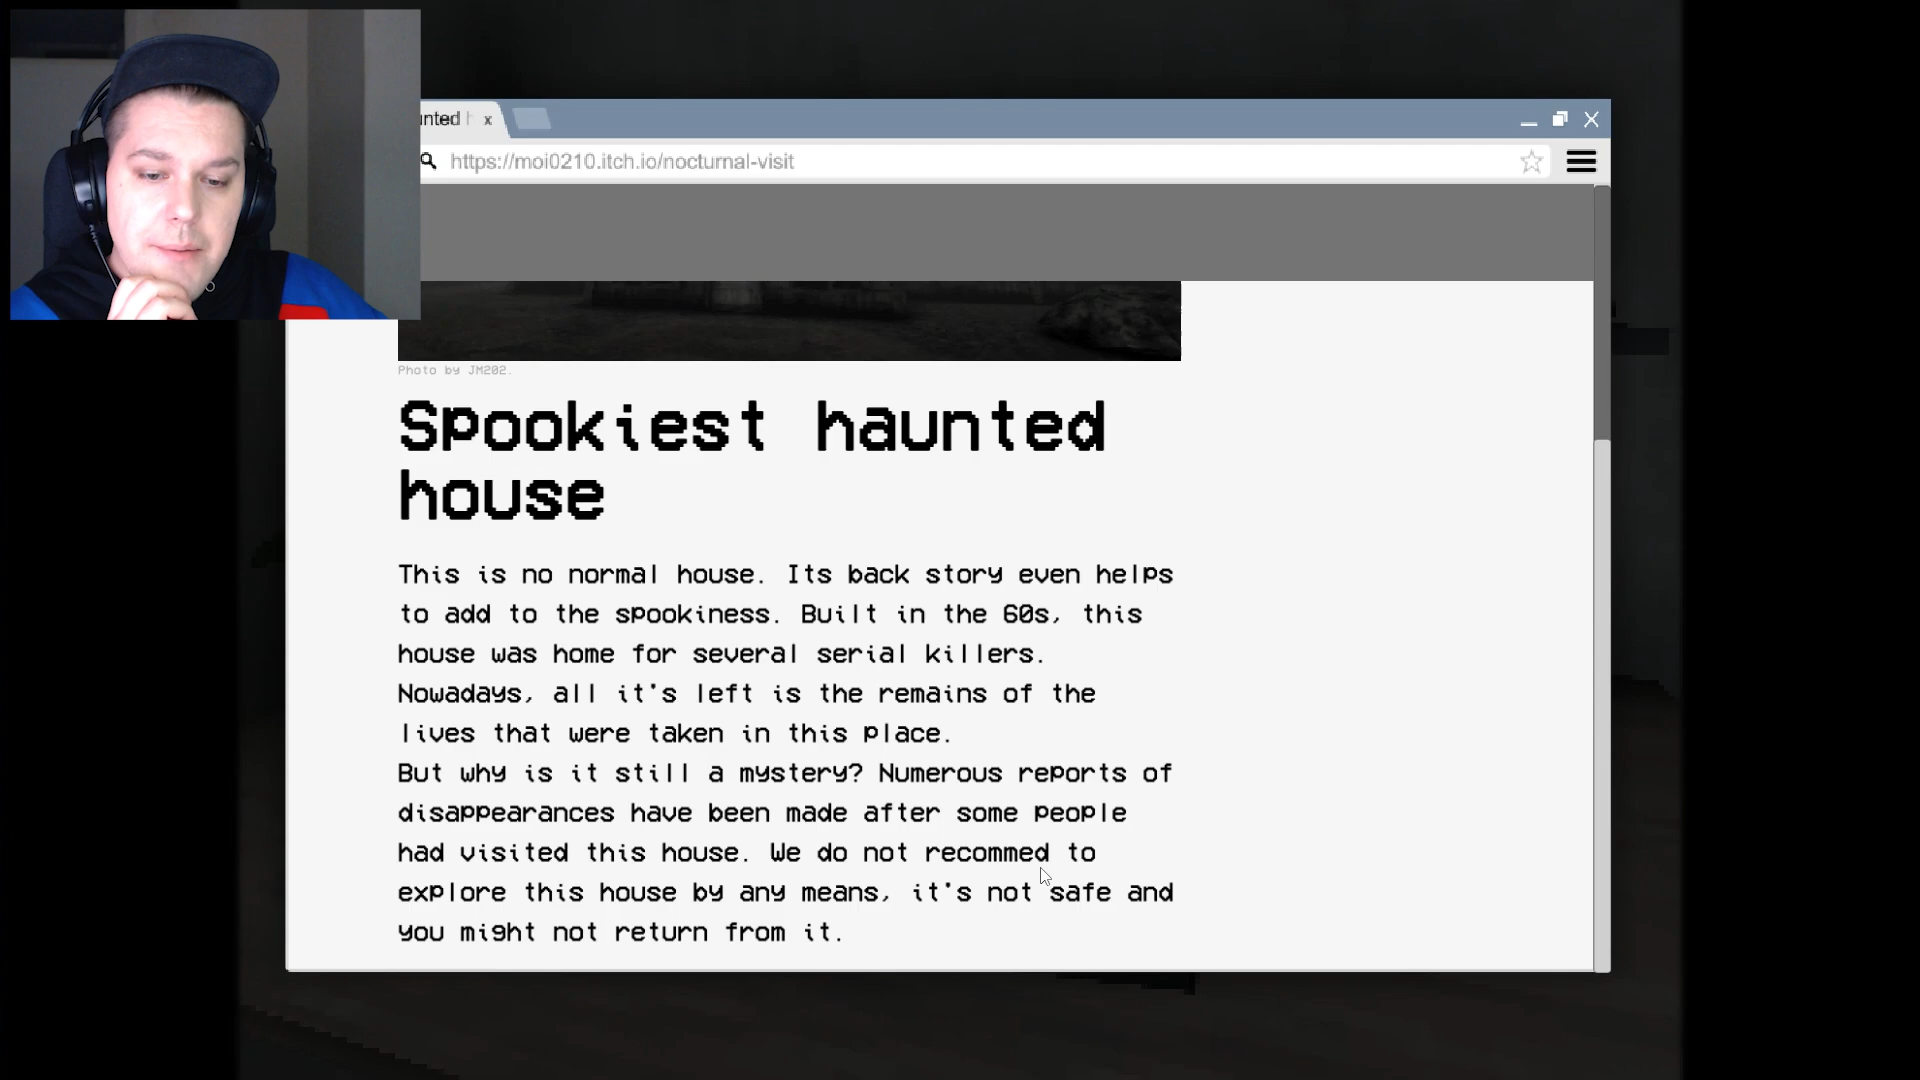 unted h x
https://moi0210.itch.io/nocturnal-visit
Photo by JM202.
Spookiest haunted
house
This is no normal house. Its back story even helps
to add to the spookiness. Built in the 60s, this
house was home for several serial killers.
Nowadays, all it's left is the remains of the
lives that were taken in this place.
But why is it still a mystery? Numerous reports of
disappearances have been made after some people
had visited this house. We do not recommed to
explore this house by any means, it's not safe and
you might not return from it.